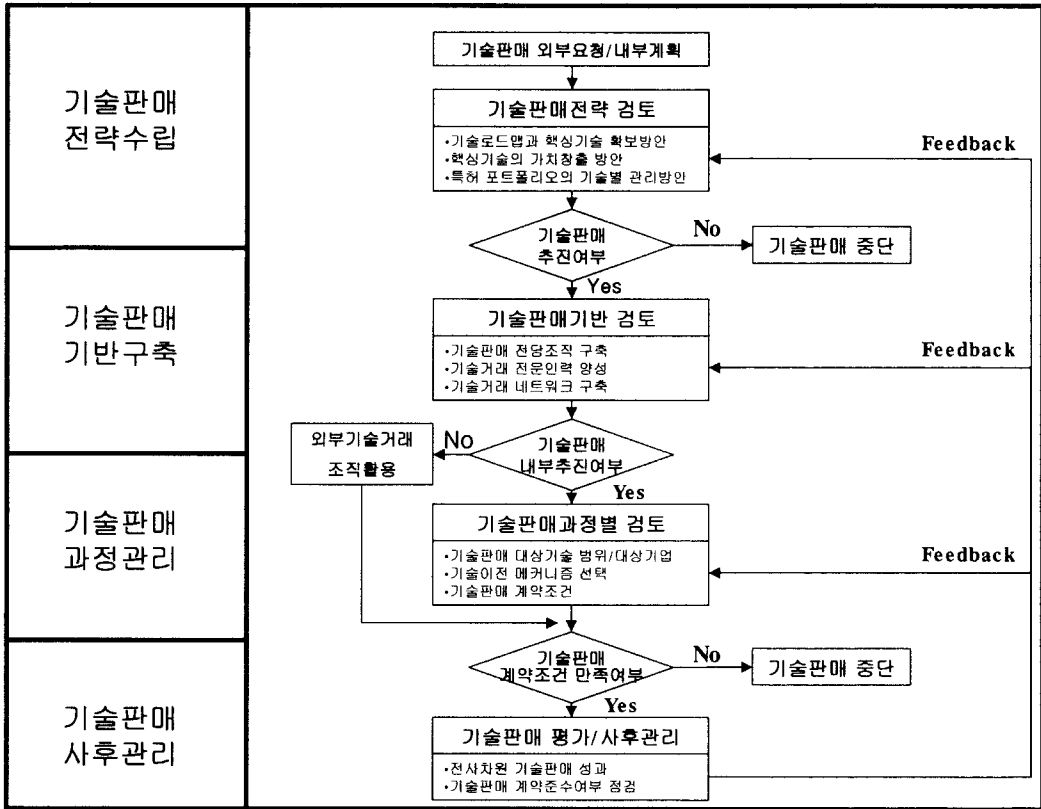 기술판매
전략수립
기술판매
기반구축
기술판매
과정관리
기술판매
사후관리
기술판매 외부요청/내부계획
기술판매전략 검토
•기술로드맵과 핵심기술 확보방안
•핵심기술의 가치창출 방안
•특허 포트폴리오의 기술별 관리방안
Feedback
기술판매
추진여부
No
기술판매 중단
Yes
기술판매기반 검토
•기술판매 전담조직 구축
•기술거래 전문인력 양성
•기술거래 네트워크 구축
Feedback
외부기술거래
조직활용
No
기술판매
내부추진여부
Yes
기술판매과정별 검토
•기술판매 대상기술 범위/대상기업
•기술이전 메커니즘 선택
•기술판매 계약조건
Feedback
기술판매
계약조건 만족여부
No
기술판매 중단
Yes
기술판매 평가/사후관리
•전사차원 기술판매 성과
•기술판매 계약준수여부 점검